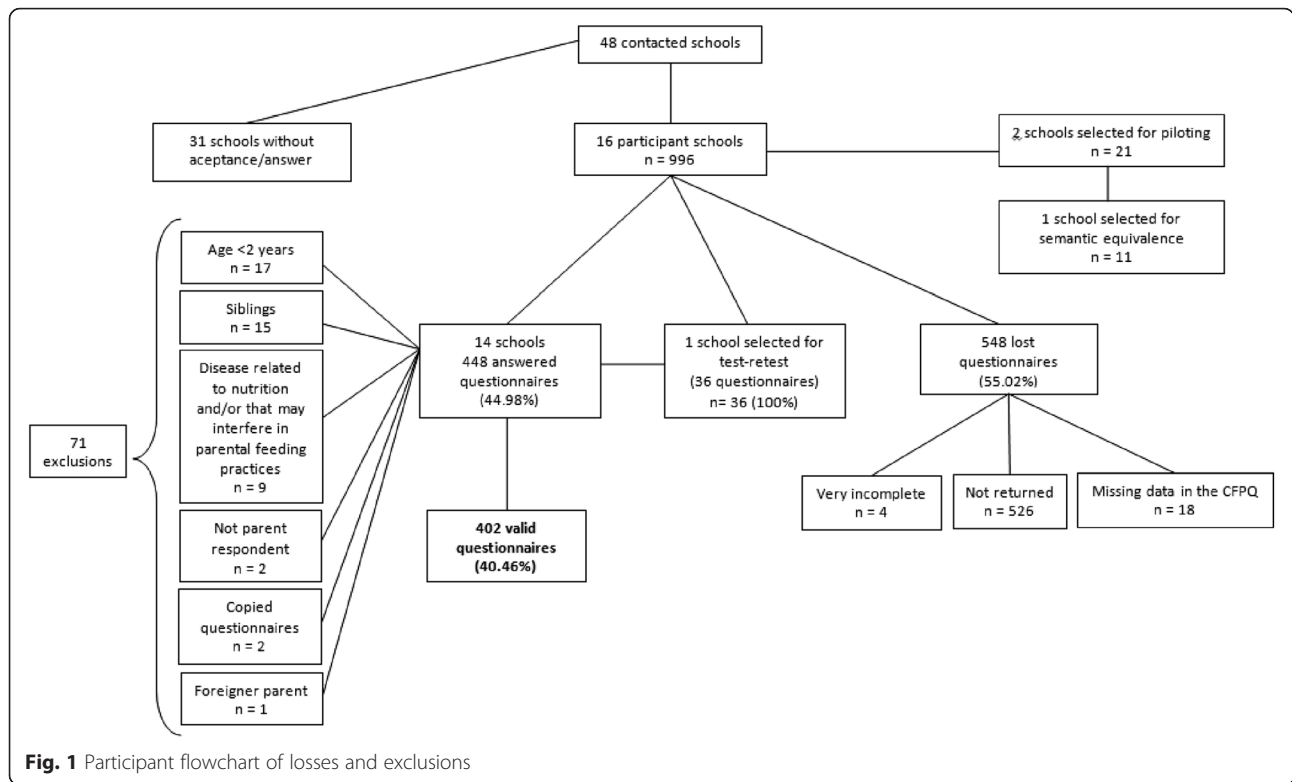 48 contacted schools
31 schools without
aceptance/answer
16 participant schools
n = 996
2 schools selected for piloting
n = 21
1 school selected for
semantic equivalence
n = 11
Age <2 years
n = 17
Siblings
n = 15
Disease related
to nutrition
and/or that may
interfere in
parental feeding
practices
n = 9
Not parent
respondent
n = 2
Copied
questionnaires
n = 2
Foreigner parent
n = 1
71
exclusions
14 schools
448 answered
questionnaires
(44.98%)
1 school selected for
test-retest
(36 questionnaires)
n= 36 (100%)
548 lost
questionnaires
(55.02%)
402 valid
questionnaires
(40.46%)
Very incomplete
n = 4
Not returned
n = 526
Missing data in the CFPQ
n = 18
Fig. 1 Participant flowchart of losses and exclusions